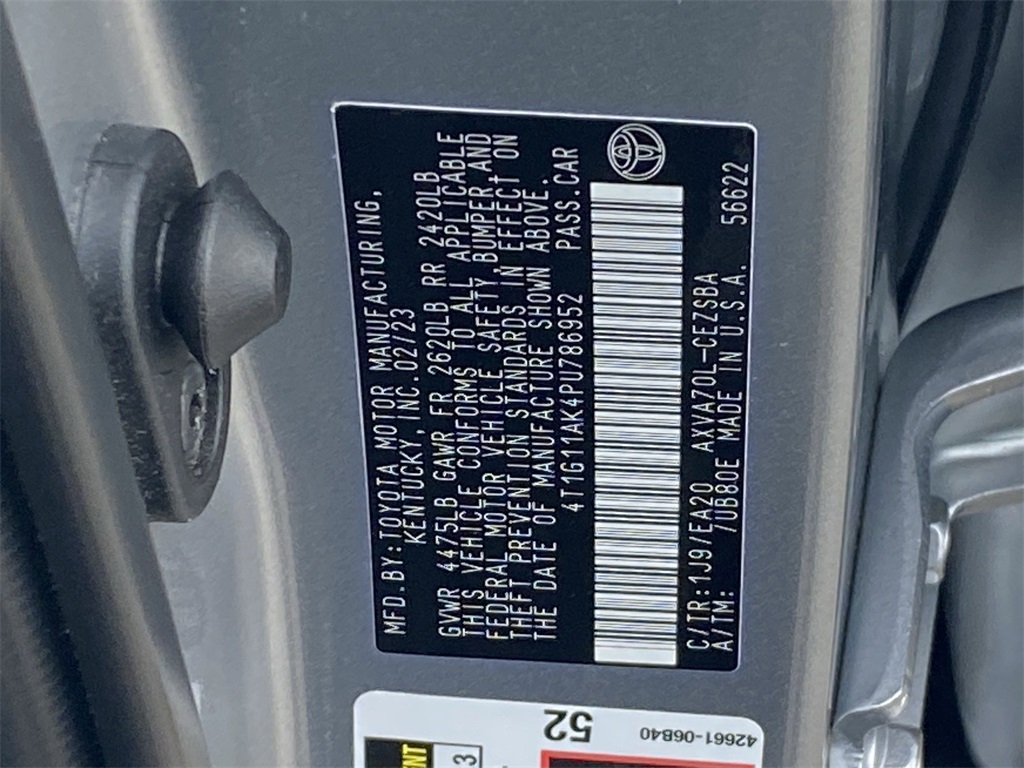 MFD.BY:TOYOTA MOTOR MANUFACTURING,
KENTUCKY, INC.02/23
GVWR 4475LB GAWR FR 2620LB RR 2420LB
THIS VEHICLE CONFORMS TO ALL APPLICABLE
FEDERAL MOTOR VEHICLE SAFETY,BUMPER AND
THEFT PREVENTION STANDARDS IN EFFECT ON
THE DATE OF MANUFACTURE SHOWN ABOVE.
4T1G11AK4PU786952 PASS.CAR
C/TR:1J9/EA20 AXVA70L-CEZSBA
A/TM: /UB80E MADE IN U.S.A. 56622
42661-06B40
52
3